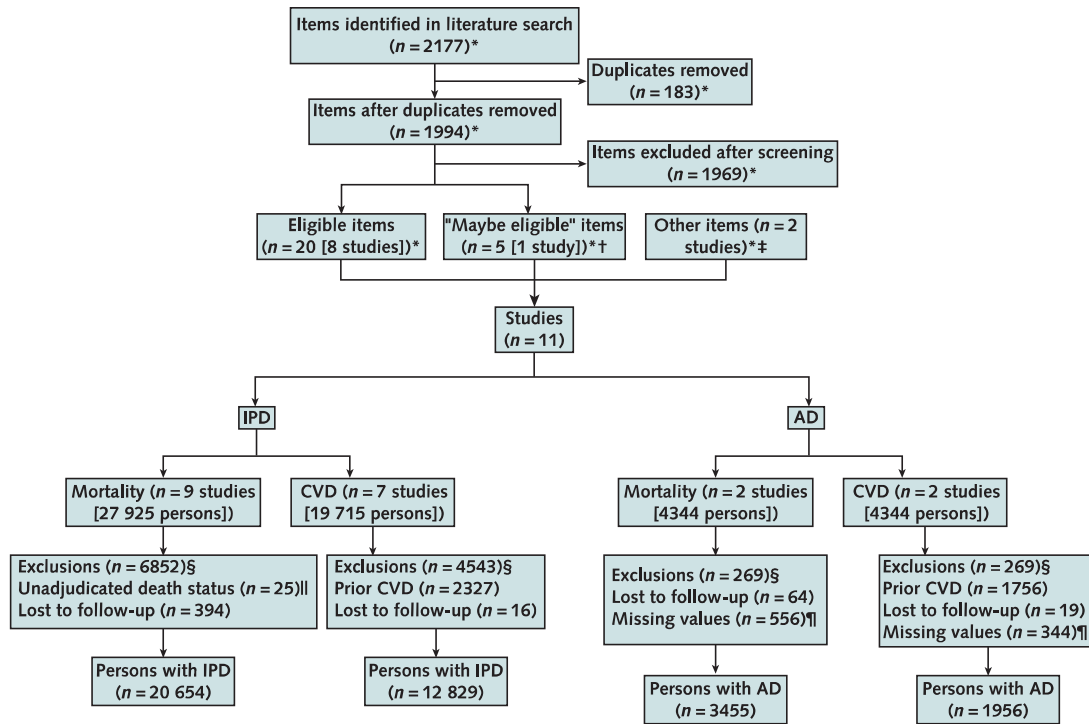 Items identified in literature search
(n = 2177)*
Duplicates removed
(n = 183)*
Items after duplicates removed
(n = 1994)*
Items excluded after screening
(n = 1969)*
Eligible items
(n = 20 [8 studies])*
"Maybe eligible" items
(n = 5 [1 study])*†
Other items (n = 2
studies)*‡
Studies
(n = 11)
IPD
AD
Mortality (n = 9 studies
[27 925 persons])
CVD (n = 7 studies
[19 715 persons])
Mortality (n = 2 studies
[4344 persons])
CVD (n = 2 studies
[4344 persons])
Exclusions (n = 6852)§
Unadjudicated death status (n = 25)||
Lost to follow-up (n = 394)
Exclusions (n = 4543)§
Prior CVD (n = 2327)
Lost to follow-up (n = 16)
Exclusions (n = 269)§
Lost to follow-up (n = 64)
Missing values (n = 556)¶
Exclusions (n = 269)§
Prior CVD (n = 1756)
Lost to follow-up (n = 19)
Missing values (n = 344)¶
Persons with IPD
(n = 20 654)
Persons with IPD
(n = 12 829)
Persons with AD
(n = 3455)
Persons with AD
(n = 1956)